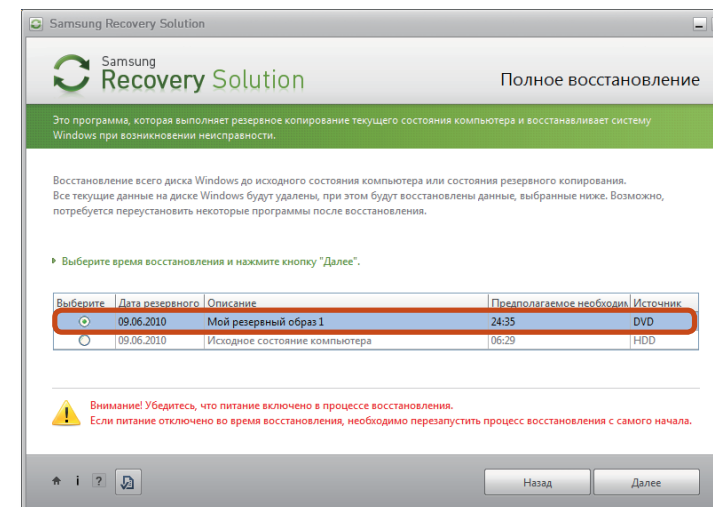 Samsung Recovery Solution
Samsung
Recovery Solution
Полное восстановление
Это программа, которая выполняет резервное копирование текущего состояния компьютера и восстанавливает систему
Windows при возникновении неисправности.
Восстановление всего диска Windows до исходного состояния компьютера или состояния резервного копирования.
Все текущие данные на диске Windows будут удалены, при этом будут восстановлены данные, выбранные ниже. Возможно,
потребуется переустановить некоторые программы после восстановления.
Выберите время восстановления и нажмите кнопку "Далее".
Выберите Дата резервного Описание Предполагаемое необходим Источник
09.06.2010 Мой резервный образ 1 24:35 DVD
09.06.2010 Исходное состояние компьютера 06:29 HDD
Внимание! Убедитесь, что питание включено в процессе восстановления.
Если питание отключено во время восстановления, необходимо перезапустить процесс восстановления с самого начала.
i ? Назад Далее